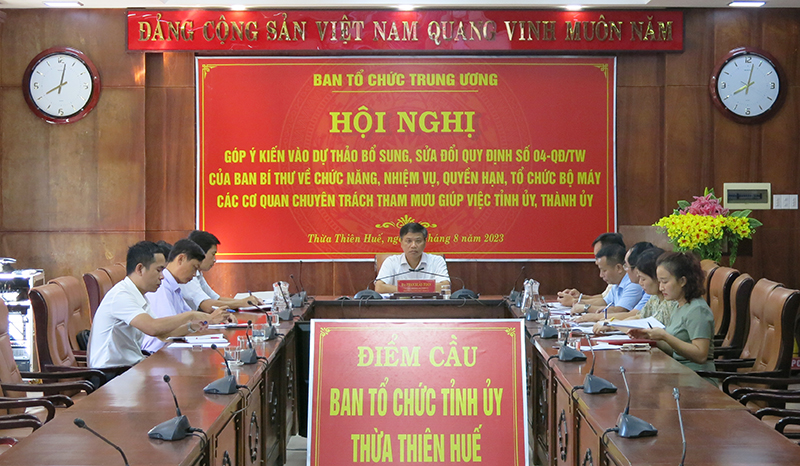 ĐẢNG CỘNG SẢN VIỆT NAM QUANG VINH MUÔN NĂM
BAN TỔ CHỨC TRUNG ƯƠNG
HỘI NGHỊ
GÓP Ý KIẾN VÀO DỰ THẢO BỔ SUNG, SỬA ĐỔI QUY ĐỊNH SỐ 04-QĐ/TW
CỦA BAN BÍ THƯ VỀ CHỨC NĂNG, NHIỆM VỤ, QUYỀN HẠN, TỔ CHỨC BỘ MÁY
CÁC CƠ QUAN CHUYÊN TRÁCH THAM MƯU GIÚP VIỆC TỈNH ỦY, THÀNH ỦY
Thừa Thiên Huế, 8 năm 2023
ĐIỂM CẦU
BAN TỔ CHỨC TỈNH ỦY
THỪA THIÊN HUẾ